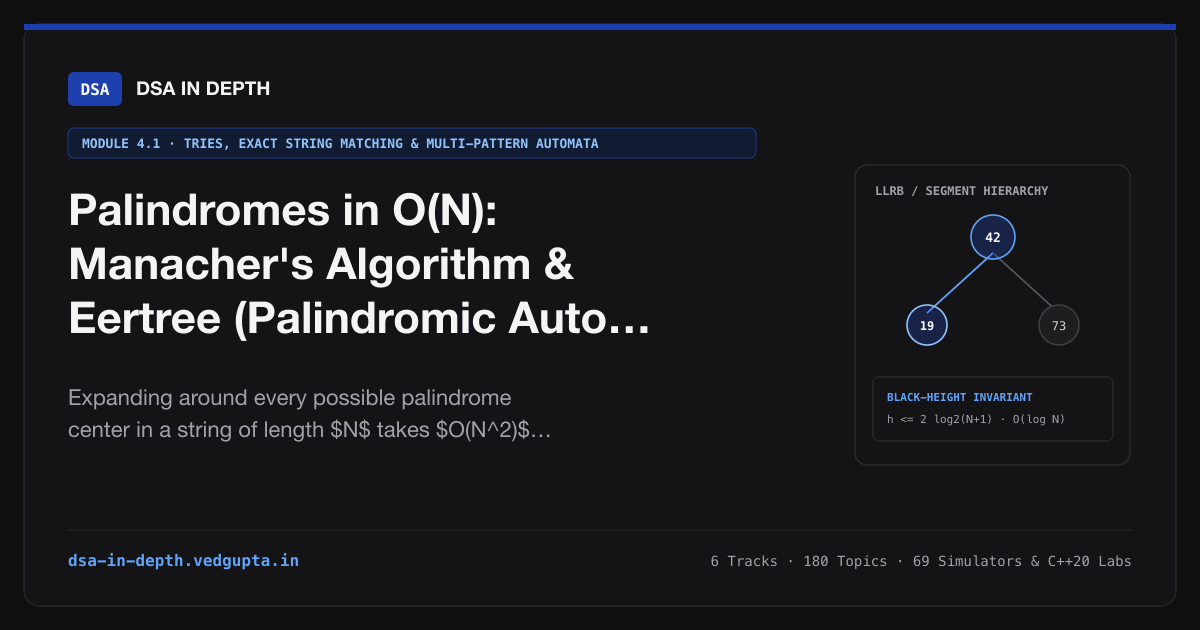 DSA
DSA IN DEPTH
MODULE 4.1 · TRIES, EXACT STRING MATCHING & MULTI-PATTERN AUTOMATA
Palindromes in O(N):
Manacher's Algorithm &
Eertree (Palindromic Auto...
Expanding around every possible palindrome
center in a string of length $N$ takes $O(N^2)$...
LLRB / SEGMENT HIERARCHY
42
19
73
BLACK-HEIGHT INVARIANT
h <= 2 log2(N+1) · O(log N)
dsa-in-depth.vedgupta.in
6 Tracks · 180 Topics · 69 Simulators & C++20 Labs